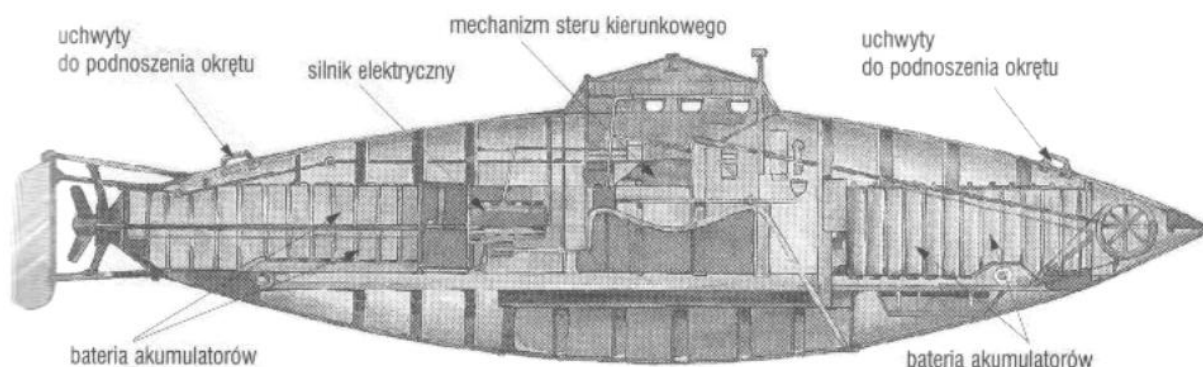 uchwyty
do podnoszenia okrętu
silnik elektryczny
mechanizm steru kierunkowego
uchwyty
do podnoszenia okrętu
bateria akumulatorów
bateria akumulatorów